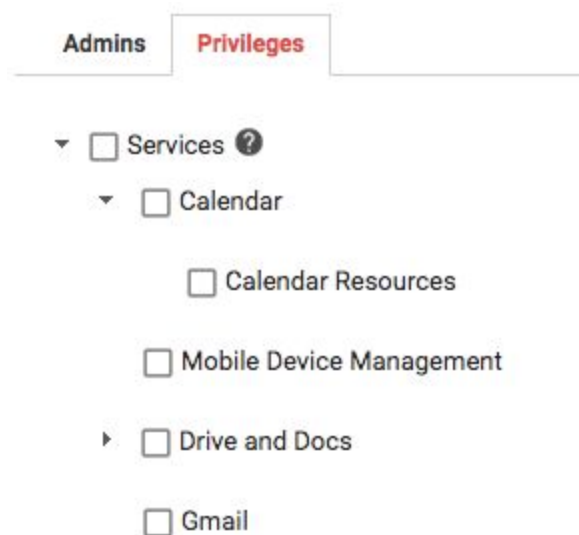 Admins Privileges
Services ?
Calendar
Calendar Resources
Mobile Device Management
Drive and Docs
Gmail